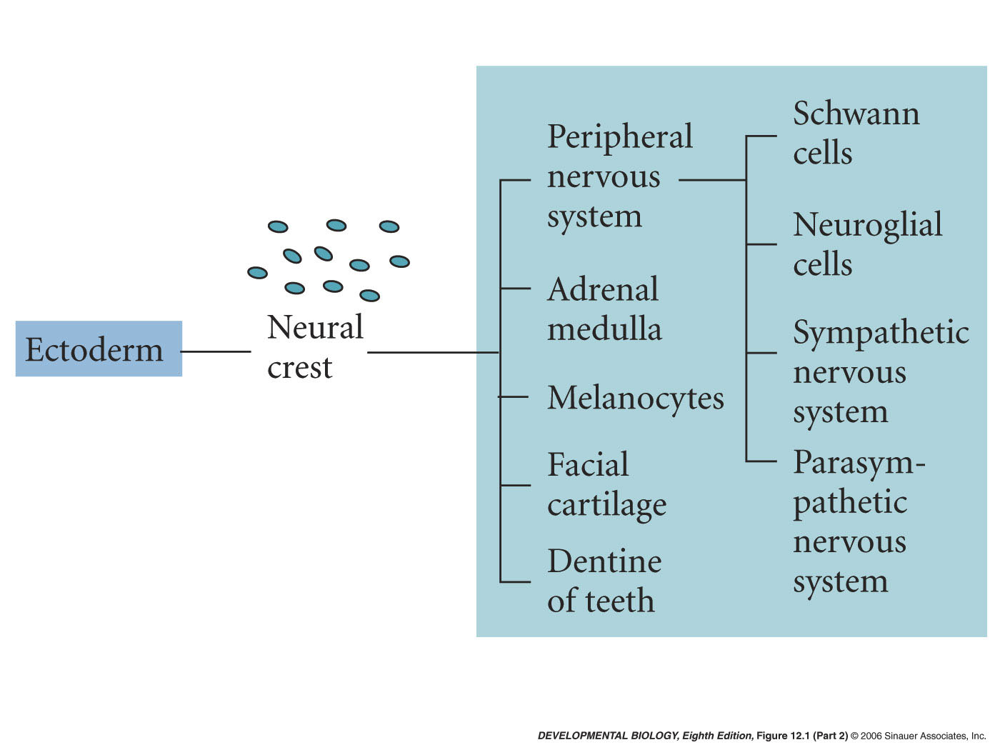 Ectoderm
Neural
crest
Peripheral
nervous
system
Adrenal
medulla
Melanocytes
Facial
cartilage
Dentine
of teeth
Schwann
cells
Neuroglial
cells
Sympathetic
nervous
system
Parasym-
pathetic
nervous
system
DEVELOPMENTAL BIOLOGY, Eighth Edition, Figure 12.1 (Part 2) © 2006 Sinauer Associates, Inc.